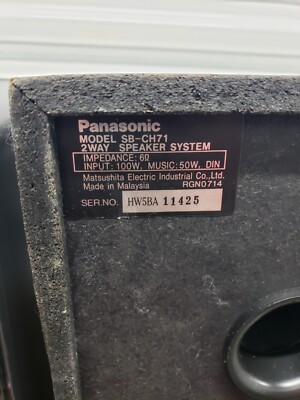 Panasonic
MODEL SB-CH71
2WAY SPEAKER SYSTEM
IMPEDANCE: 6Ω
INPUT: 100W, MUSIC: 50W, DIN
Matsushita Electric Industrial Co., Ltd.
Made in Malaysia RGN0714
SER.NO. HW5BA 11425